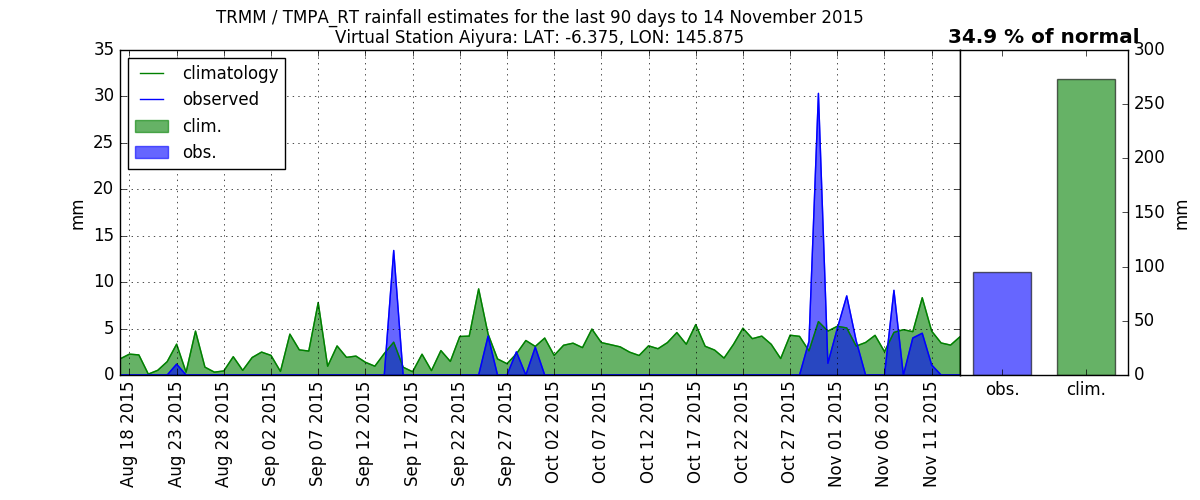 TRMM / TMPA_RT rainfall estimates for the last 90 days to 14 November 2015
Virtual Station Aiyura: LAT: -6.375, LON: 145.875
34.9 % of normal
climatology
observed
clim.
obs.
mm
35
30
25
20
15
10
5
0
Aug 18 2015
Aug 23 2015
Aug 28 2015
Sep 02 2015
Sep 07 2015
Sep 12 2015
Sep 17 2015
Sep 22 2015
Sep 27 2015
Oct 02 2015
Oct 07 2015
Oct 12 2015
Oct 17 2015
Oct 22 2015
Oct 27 2015
Nov 01 2015
Nov 06 2015
Nov 11 2015
300
250
200
150
100
50
0
mm
obs.
clim.